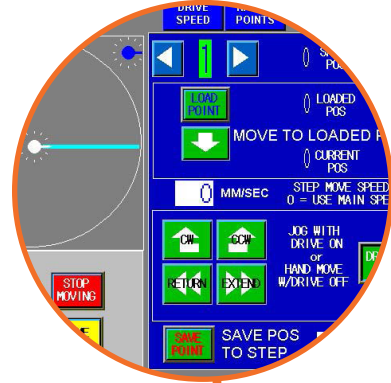 DRIVE
SPEED
POINTS
1
LOAD
POINT
0 LOADED
POS
MOVE TO LOADED
0 CURRENT
POS
0 MM/SEC
STEP MOVE SPEED
0 = USE MAIN SPE
CW
CCW
JOG WITH
DRIVE ON
or
HAND MOVE
W/DRIVE OFF
RETURN
EXTEND
STOP
MOVING
SAVE
POINT
SAVE POS
TO STEP